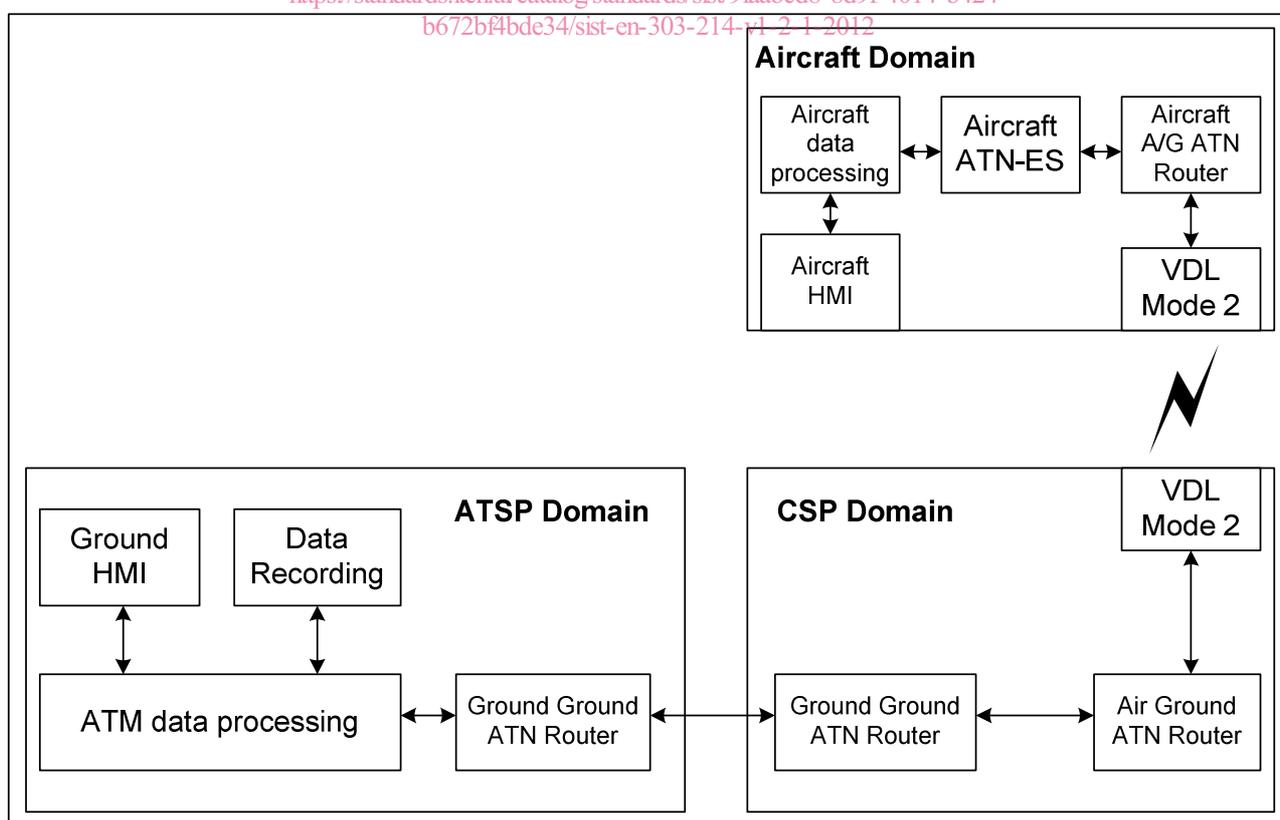 b672bf4bde34/sist-en-303-214-v1-2-1-2012
Aircraft Domain
Aircraft
data
processing
Aircraft
ATN-ES
Aircraft
A/G ATN
Router
Aircraft
HMI
VDL
Mode 2
ATSP Domain
Ground
HMI
Data
Recording
ATM data processing
Ground Ground
ATN Router
CSP Domain
VDL
Mode 2
Ground Ground
ATN Router
Air Ground
ATN Router